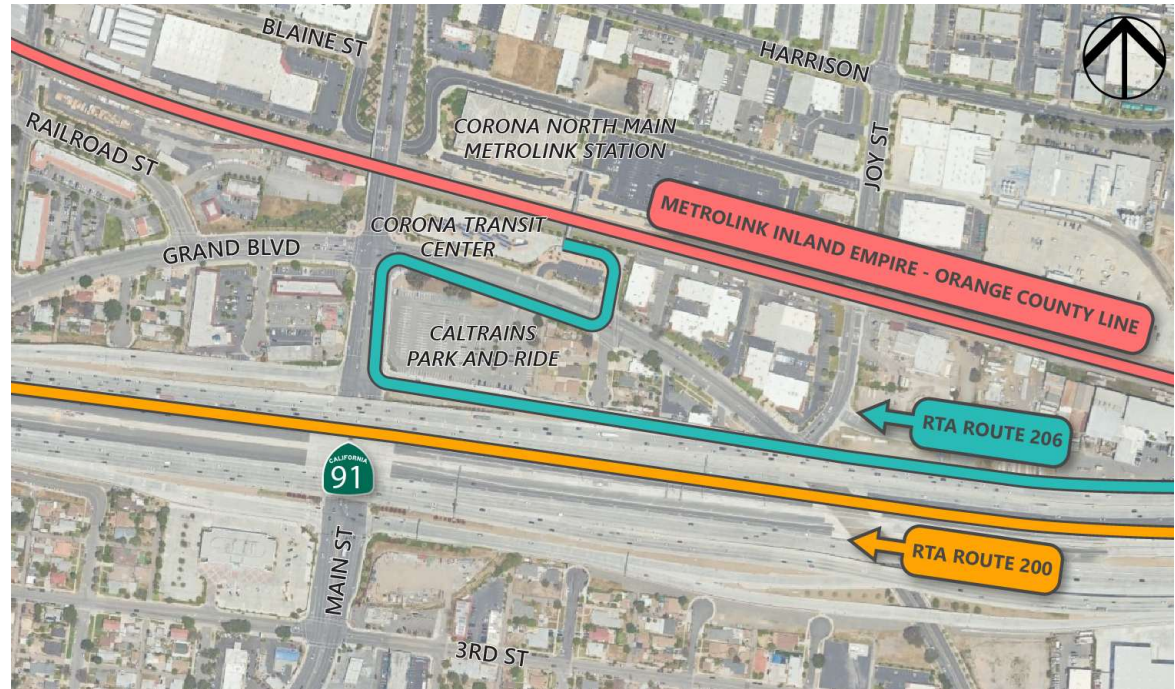 BLAINE ST
HARRISON
RAILROAD ST
CORONA NORTH MAIN
METROLINK STATION
JOY ST
METROLINK INLAND EMPIRE - ORANGE COUNTY LINE
GRAND BLVD
CORONA TRANSIT
CENTER
CALTRAINS
PARK AND RIDE
RTA ROUTE 206
CALIFORNIA
91
MAIN ST
RTA ROUTE 200
3RD ST